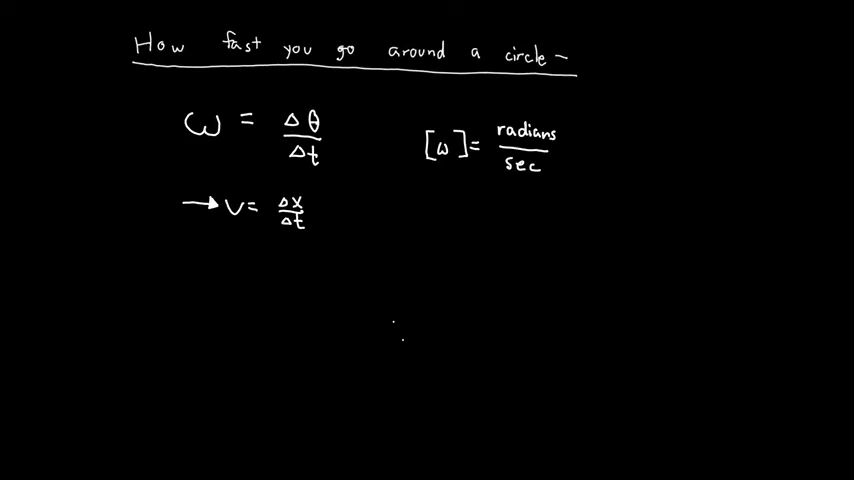 How fast you go around a circle –
ω = Δθ/Δt
[ω] = radians/sec
→ v = Δx/Δt